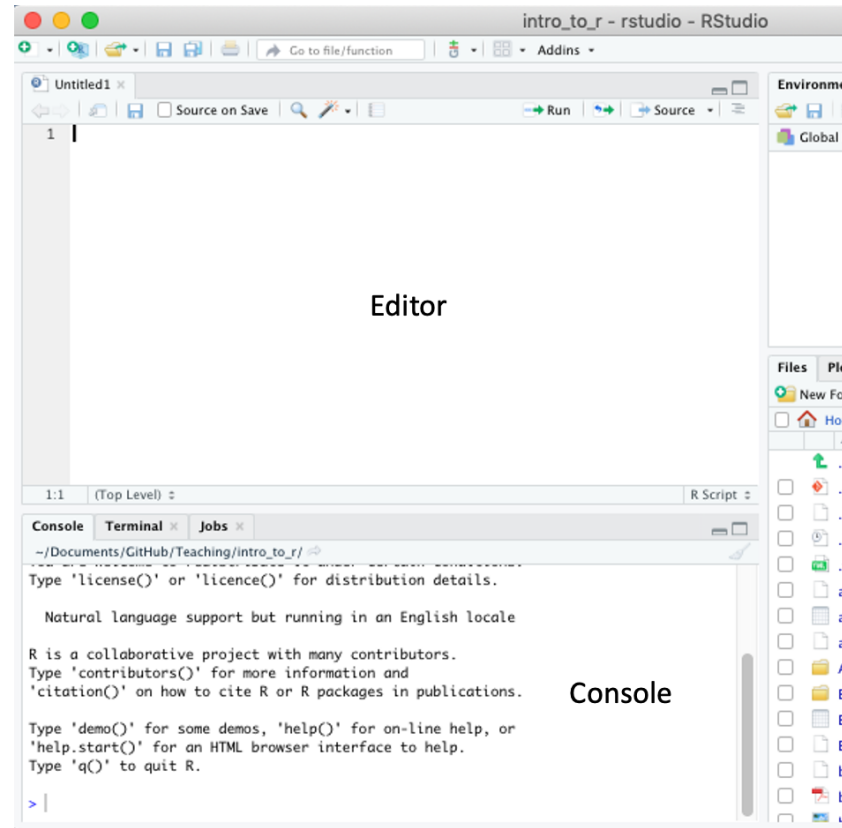 intro_to_r - rstudio - RStudio
Go to file/function
Addins
Untitled1
Source on Save
Run
Source
1
Editor
1:1
(Top Level)
R Script
Console
Terminal
Jobs
~/Documents/GitHub/Teaching/intro_to_r/
Type 'license()' or 'licence()' for distribution details.
Natural language support but running in an English locale
R is a collaborative project with many contributors.
Type 'contributors()' for more information and
'citation()' on how to cite R or R packages in publications.
Console
Type 'demo()' for some demos, 'help()' for on-line help, or
'help.start()' for an HTML browser interface to help.
Type 'q()' to quit R.
>
Environme
Global
Files
New Fo
Ho